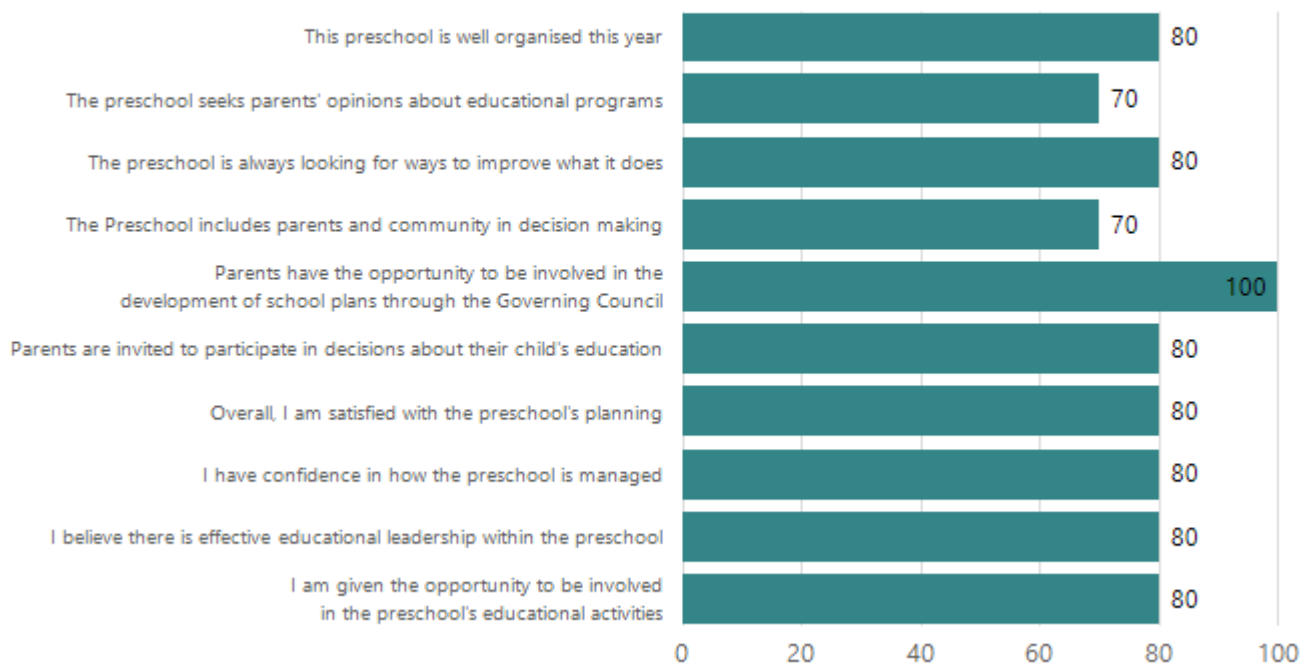 This preschool is well organised this year
80
The preschool seeks parents' opinions about educational programs
70
The preschool is always looking for ways to improve what it does
80
The Preschool includes parents and community in decision making
70
Parents have the opportunity to be involved in the
development of school plans through the Governing Council
100
Parents are invited to participate in decisions about their child's education
80
Overall, I am satisfied with the preschool's planning
80
I have confidence in how the preschool is managed
80
I believe there is effective educational leadership within the preschool
80
I am given the opportunity to be involved
in the preschool's educational activities
80
0 20 40 60 80 100